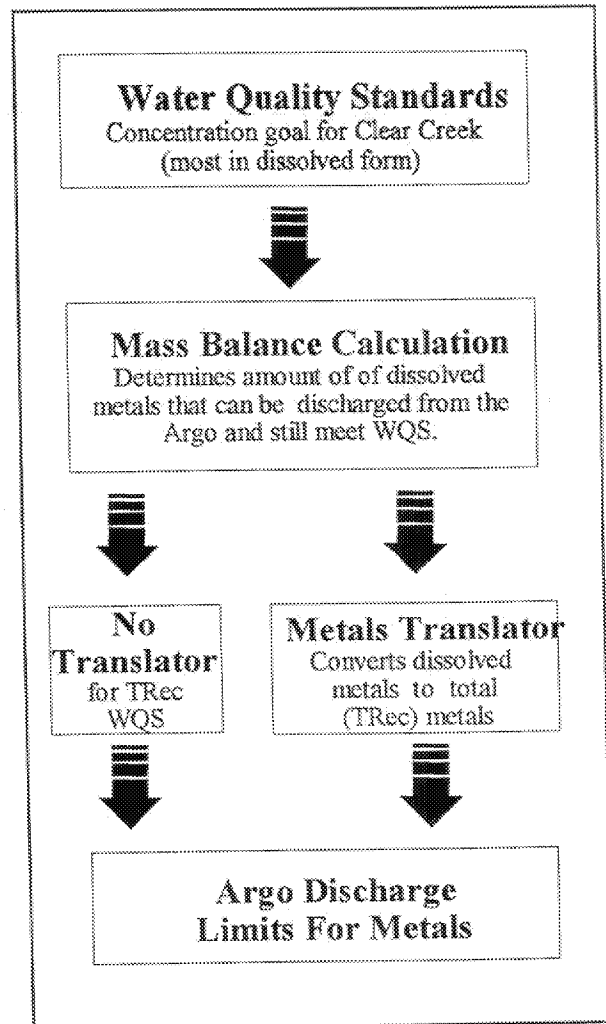 Water Quality Standards
Concentration goal for Clear Creek
(most in dissolved form)
Mass Balance Calculation
Determines amount of of dissolved
metals that can be discharged from the
Argo and still meet WQS.
No
Translator
for TRec
WQS
Metals Translator
Converts dissolved
metals to total
(TRec) metals
Argo Discharge
Limits For Metals